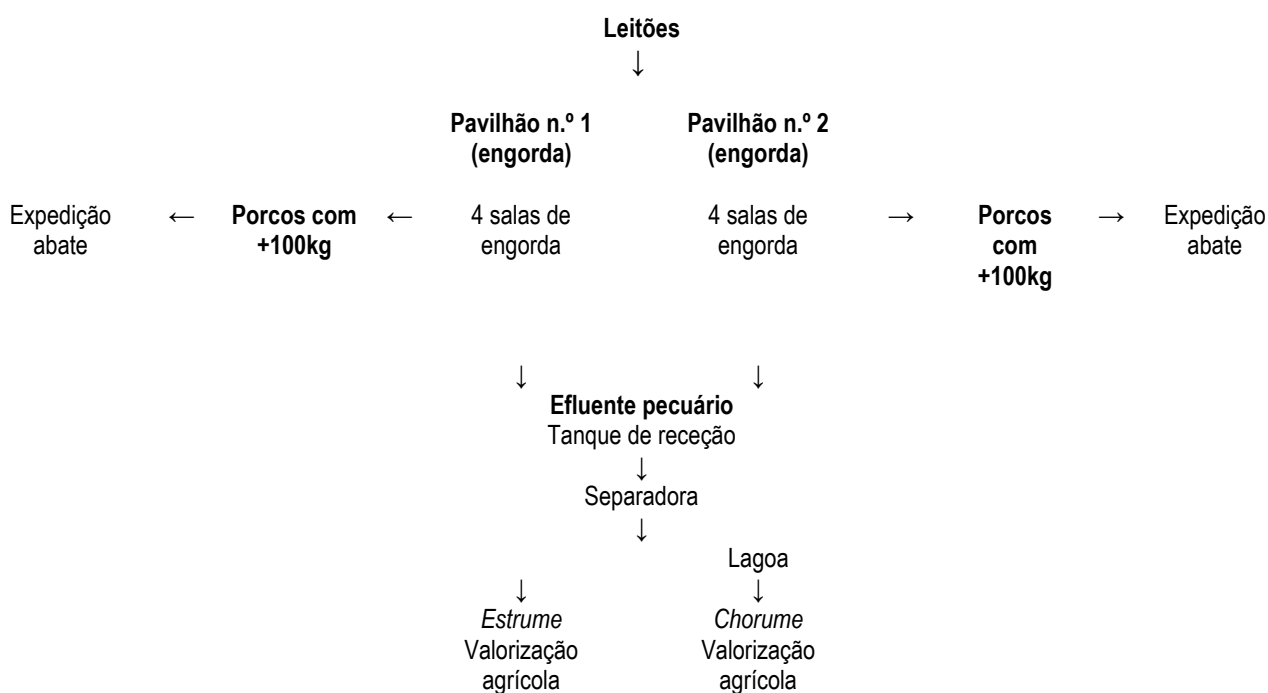 Leitões
↓
Pavilhão n.º 1 Pavilhão n.º 2
(engorda) (engorda)
Expedição ← Porcos com ← 4 salas de 4 salas de → Porcos → Expedição
abate +100kg engorda engorda com abate
+100kg
↓ ↓
Efluente pecuário
Tanque de receção
↓
Separadora
↓
Lagoa
↓ ↓
Estrume Chorume
Valorização Valorização
agrícola agrícola